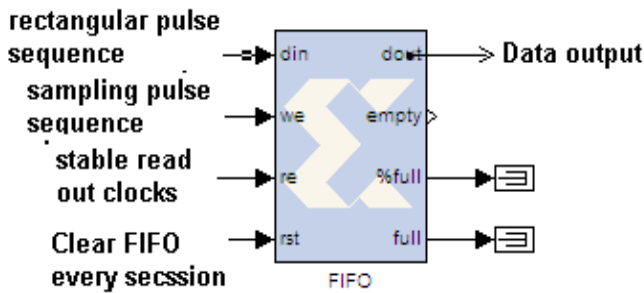 rectangular pulse
sequence
din
dout
Data output
sampling pulse
sequence
we
empty
stable read
out clocks
re
%full
Clear FIFO
every secssion
rst
full
FIFO